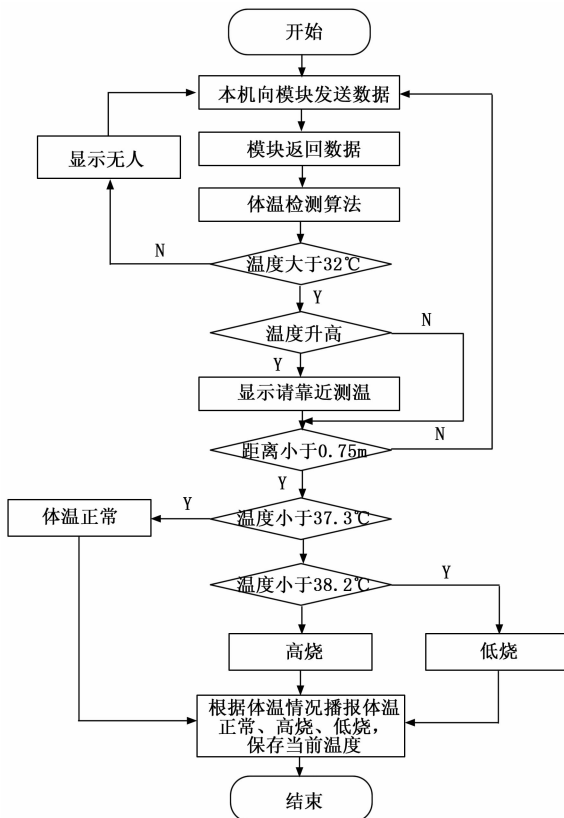 开始
本机向模块发送数据
显示无人
模块返回数据
体温检测算法
N
温度大于32℃
Y
温度升高
N
Y
显示请靠近测温
距离小于0.75m
N
Y
体温正常
Y
温度小于37.3℃
温度小于38.2℃
Y
高烧
低烧
根据体温情况播报体温
正常、高烧、低烧,
保存当前温度
结束